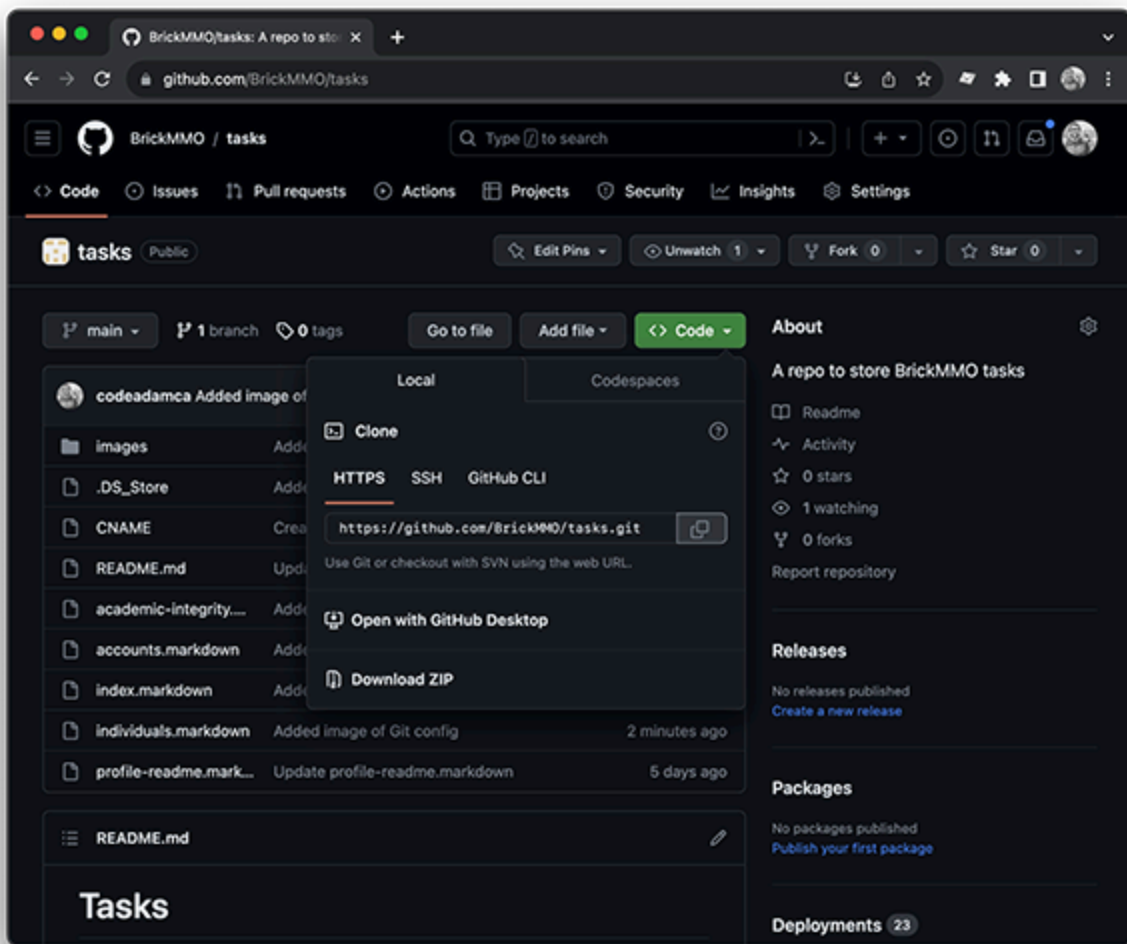 BrickMMO/tasks: A repo to sto
github.com/BrickMMO/tasks
BrickMMO / tasks
Type / to search
Code Issues Pull requests Actions Projects Security Insights Settings
tasks Public
Edit Pins Unwatch 1 Fork 0 Star 0
main 1 branch 0 tags Go to file Add file Code
Local Codespaces
codeadamca Added image of
Clone
images Adde
HTTPS SSH GitHub CLI
.DS_Store Adde
https://github.com/BrickMMO/tasks.git
CNAME Crea
Use Git or checkout with SVN using the web URL.
README.md Upda
academic-integrity.... Adde
Open with GitHub Desktop
accounts.markdown Adde
Download ZIP
index.markdown Adde
individuals.markdown Added image of Git config 2 minutes ago
profile-readme.mark... Update profile-readme.markdown 5 days ago
README.md
Tasks
About
A repo to store BrickMMO tasks
Readme
Activity
0 stars
1 watching
0 forks
Report repository
Releases
No releases published
Create a new release
Packages
No packages published
Publish your first package
Deployments 23